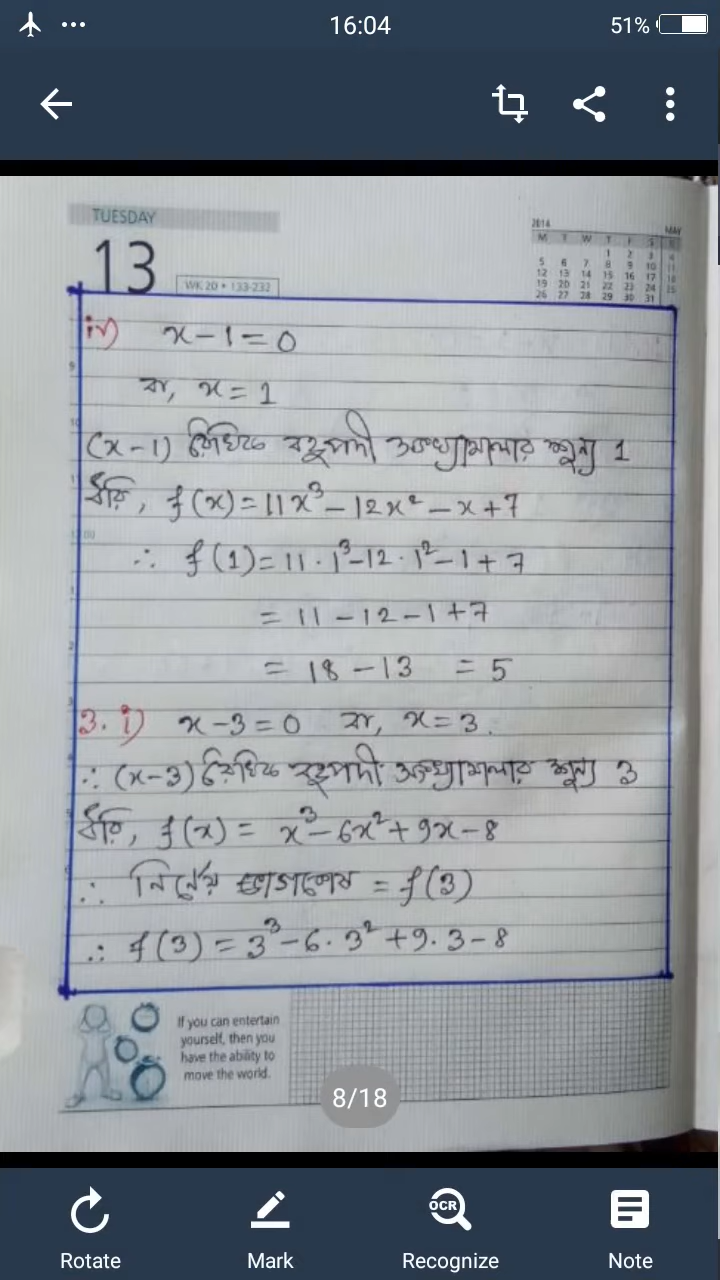 16:04
51%
TUESDAY
13
WK 20 • 133-232
2014 MAY
M T W T F S S
1 2 3 4
5 6 7 8 9 10 11
12 13 14 15 16 17 18
19 20 21 22 23 24 25
26 27 28 29 30 31
iv) x-1=0
বা, x=1
(x-1) রৈখিক বহুপদী সংখ্যামালার শূন্য 1
ধরি, f(x)=11x³-12x²-x+7
∴ f(1)=11·1³-12·1²-1+7
=11-12-1+7
=18-13 =5
3. i) x-3=0 বা, x=3.
∴ (x-3) রৈখিক বহুপদী সংখ্যামালার শূন্য 3
ধরি, f(x)= x³-6x²+9x-8
∴ নির্ণেয় ভাগশেষ = f(3)
∴ f(3)=3³-6·3²+9·3-8
If you can entertain
yourself, then you
have the ability to
move the world.
8/18
Rotate Mark Recognize Note
OCR